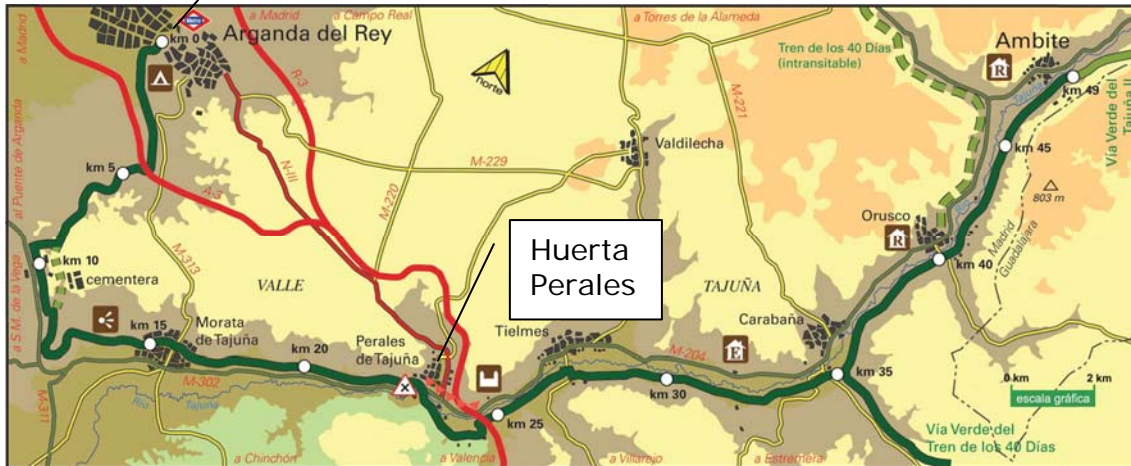 a Madrid
Metro
km 0
Arganda del Rey
a Madrid
a Campo Real
a Torres de la Alameda
R-3
norte
Tren de los 40 Días
(intransitable)
Ambite
Tajuña
km 49
Vía Verde del
Tajuña II
M-221
al Puente de Arganda
km 5
A-3
N-III
M-229
M-220
Valdilecha
km 45
803 m
Río
Orusco
R
R
Madrid
Guadalajara
km 40
a S.M. de la Vega
km 10
cementera
M-313
VALLE
Huerta
Perales
TAJUÑA
km 15
Morata
de Tajuña
km 20
Perales
de Tajuña
Tielmes
Carabaña
E
M-204
M-302
M-311
Río
Tajuña
km 25
km 30
km 35
0 km
2 km
escala gráfica
Vía Verde del
Tren de los 40 Días
a Chinchón
a Valencia
a Villarejo
a Estremera